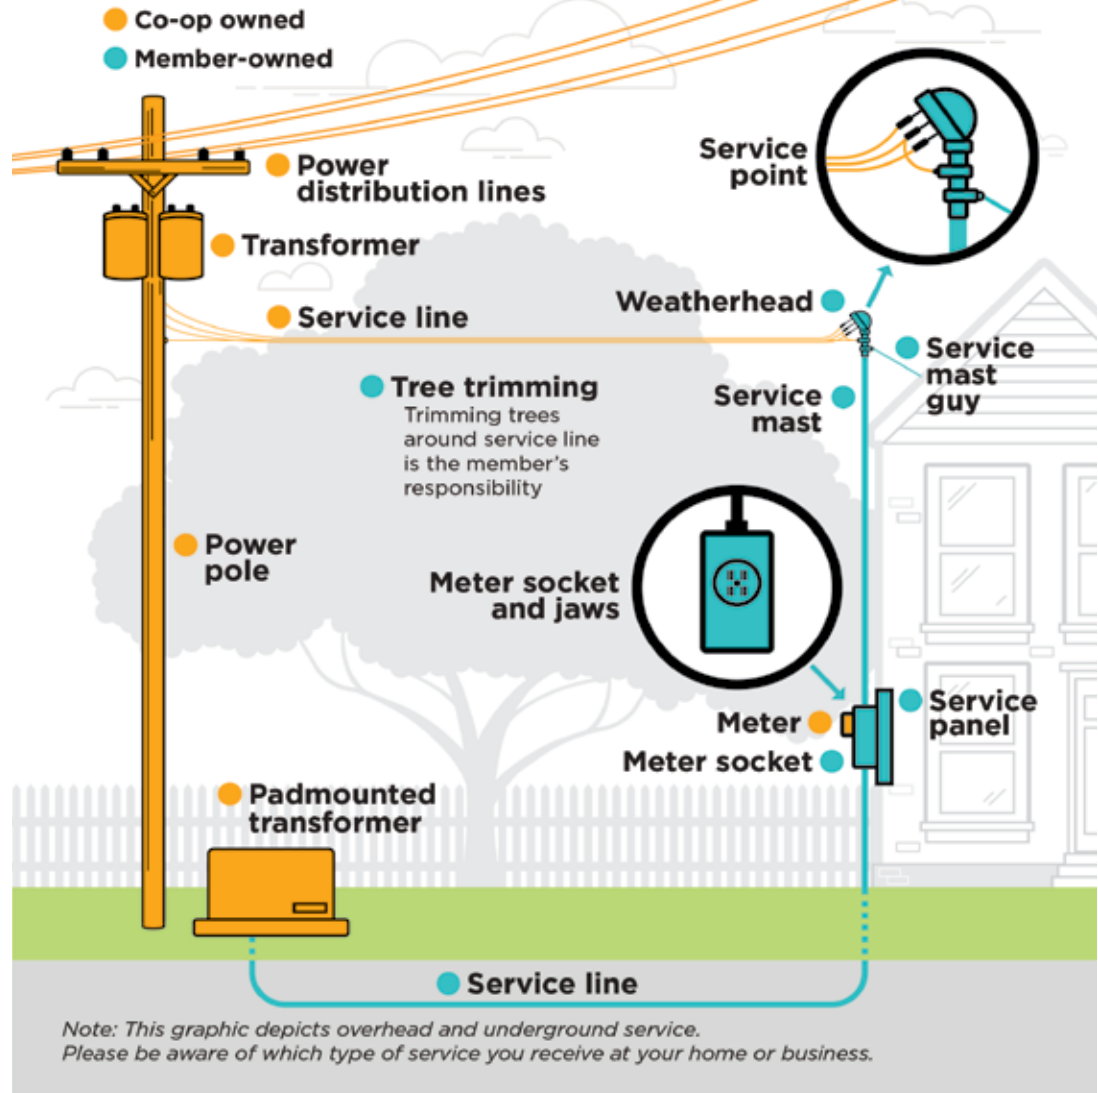 Co-op owned
Member-owned
Power
distribution lines
Service
point
Transformer
Weatherhead
Service line
Service
mast
guy
Tree trimming
Trimming trees
around service line
is the member's
responsibility
Service
mast
Power
pole
Meter socket
and jaws
Service
panel
Meter
Meter socket
Padmounted
transformer
Service line
Note: This graphic depicts overhead and underground service.
Please be aware of which type of service you receive at your home or business.